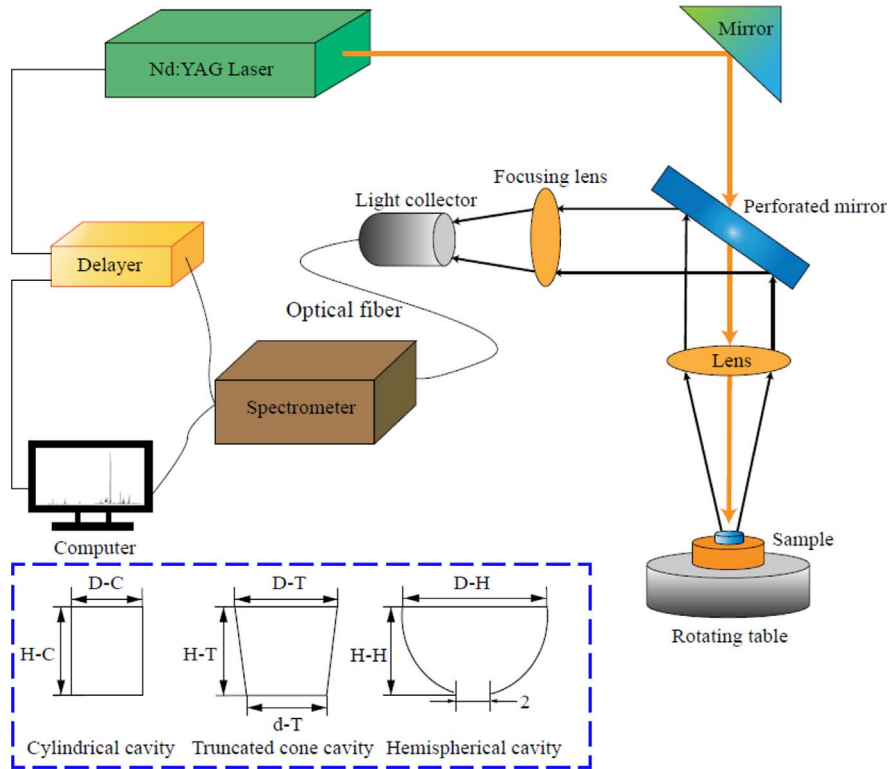 Mirror
Nd:YAG Laser
Focusing lens
Light collector
Perforated mirror
Delayer
Optical fiber
Lens
Spectrometer
Sample
Computer
Rotating table
D-C
D-T
D-H
H-C
H-T
H-H
2
d-T
Cylindrical cavity
Truncated cone cavity
Hemispherical cavity